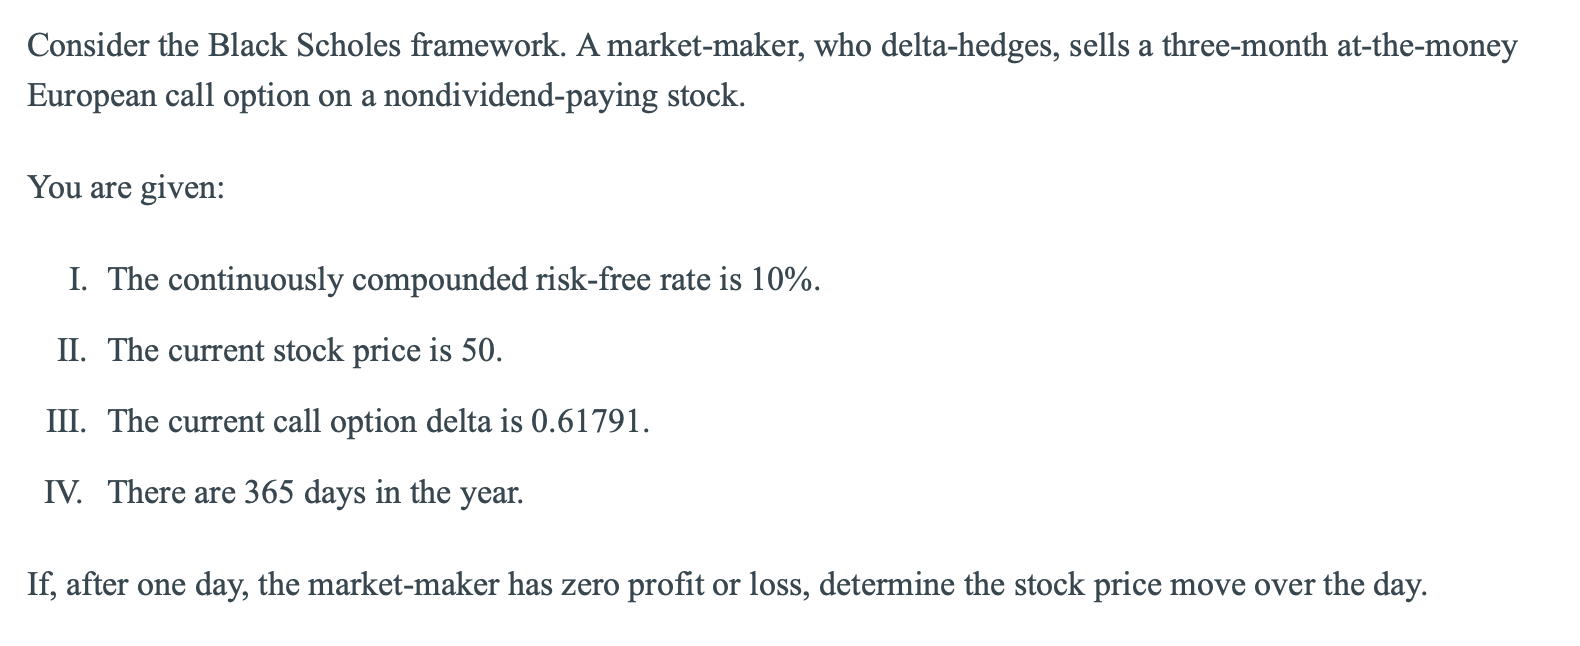 Consider the Black Scholes framework. A market-maker, who delta-hedges, sells a three-month at-the-money
European call option on a nondividend-paying stock.
You are given:
I. The continuously compounded risk-free rate is 10%.
II. The current stock price is 50.
III. The current call option delta is 0.61791.
IV. There are 365 days in the year.
If, after one day, the market-maker has zero profit or loss, determine the stock price move over the day.